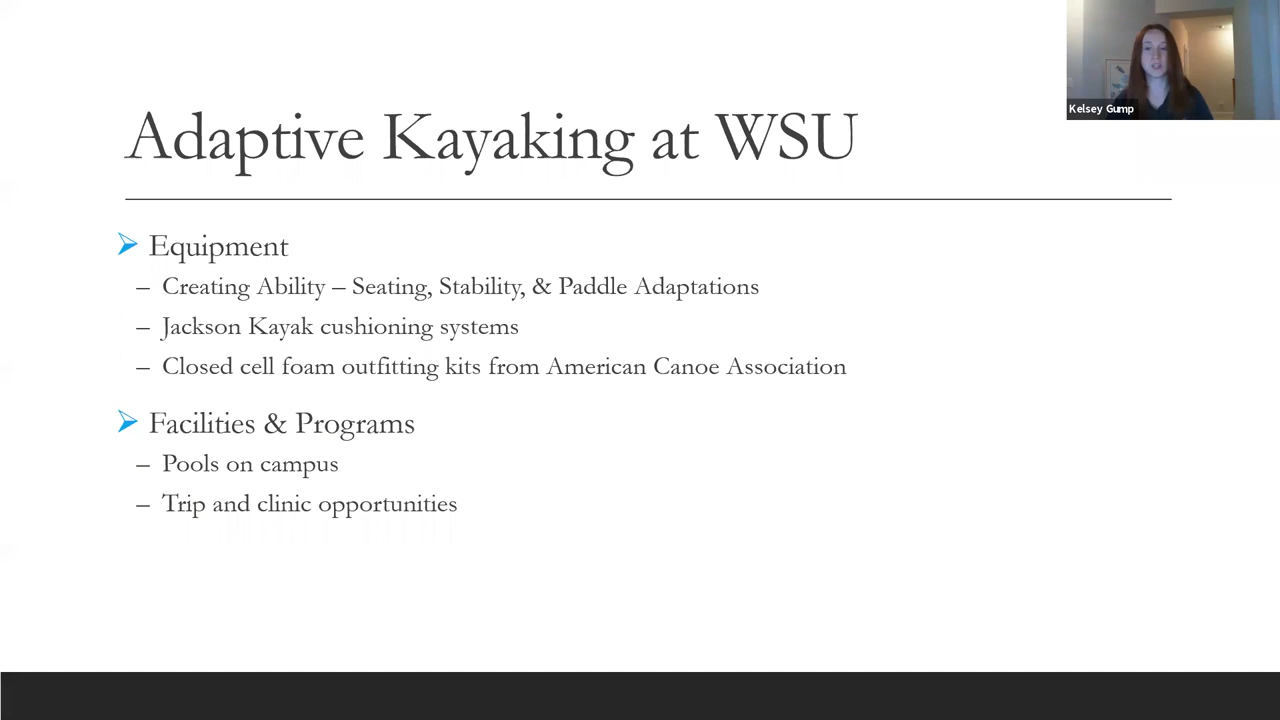 Kelsey Gump
Adaptive Kayaking at WSU
Equipment
– Creating Ability – Seating, Stability, & Paddle Adaptations
– Jackson Kayak cushioning systems
– Closed cell foam outfitting kits from American Canoe Association
Facilities & Programs
– Pools on campus
– Trip and clinic opportunities